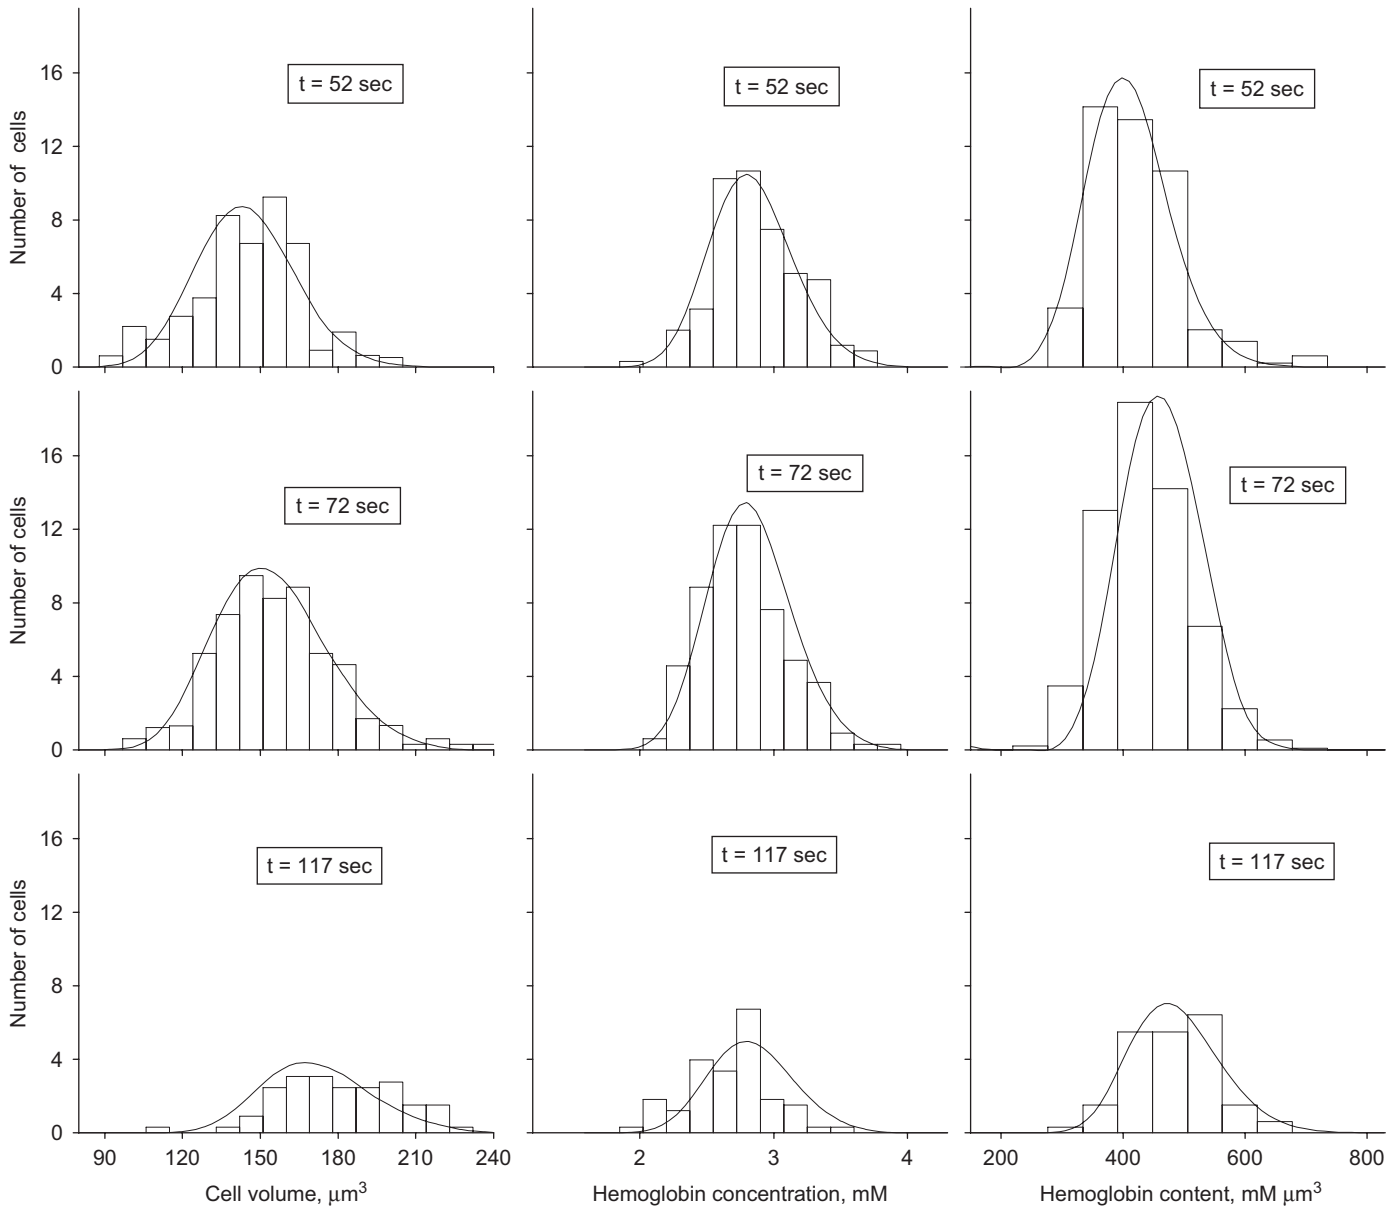 16
12
8
4
0
Number of cells
t = 52 sec
t = 52 sec
t = 52 sec
16
12
8
4
0
Number of cells
t = 72 sec
t = 72 sec
t = 72 sec
16
12
8
4
0
Number of cells
t = 117 sec
t = 117 sec
t = 117 sec
90 120 150 180 210 240
2 3 4
200 400 600 800
Cell volume, μm³
Hemoglobin concentration, mM
Hemoglobin content, mM μm³